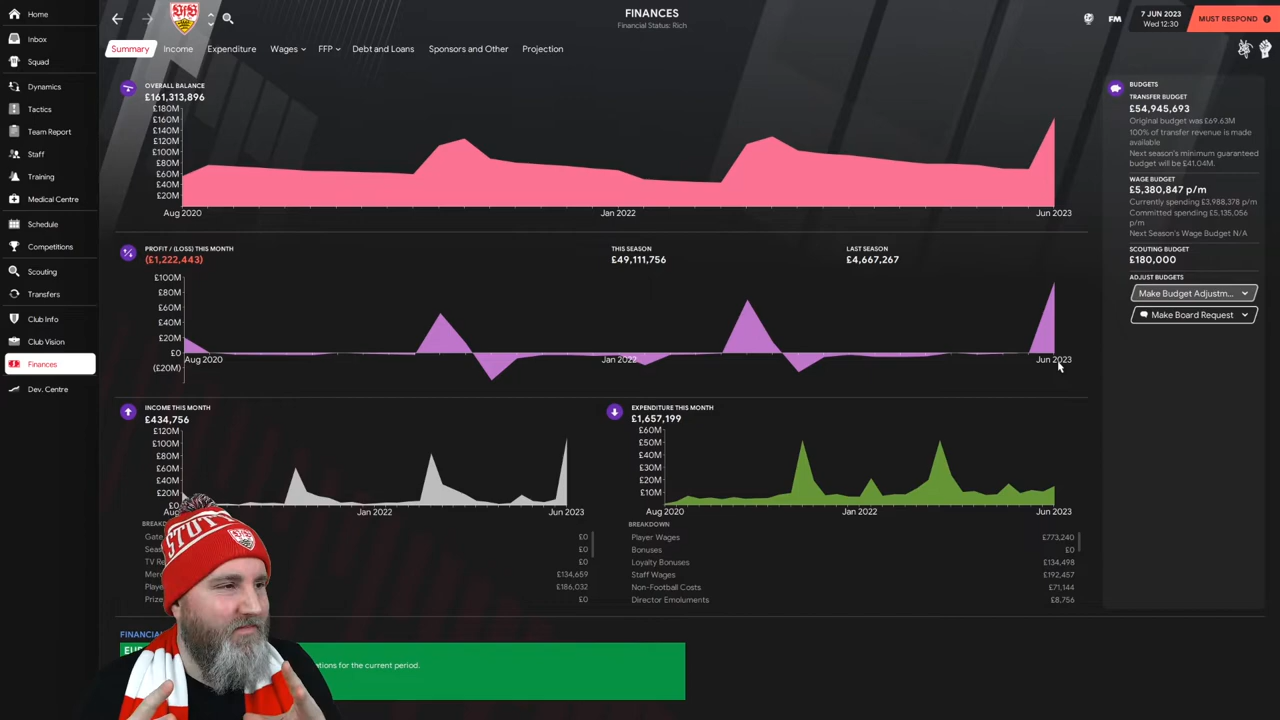 Home
Inbox
Squad
Dynamics
Tactics
Team Report
Staff
Training
Medical Centre
Schedule
Competitions
Scouting
Transfers
Club Info
Club Vision
Finances
Dev. Centre
FINANCES
Financial Status: Rich
FM
7 JUN 2023
Wed 12:30
MUST RESPOND
Summary
Income
Expenditure
Wages
FFP
Debt and Loans
Sponsors and Other
Projection
OVERALL BALANCE
£161,313,896
£180M
£160M
£140M
£120M
£100M
£80M
£60M
£40M
£20M
Aug 2020
Jan 2022
Jun 2023
PROFIT / (LOSS) THIS MONTH
(£1,222,443)
THIS SEASON
£49,111,756
LAST SEASON
£4,667,267
£100M
£80M
£60M
£40M
£20M
£0
(£20M)
Aug 2020
Jan 2022
Jun 2023
INCOME THIS MONTH
£434,756
£120M
£100M
£80M
£60M
£40M
£20M
£0
Jan 2022
Jun 2023
£0
£0
£0
£134,659
£186,032
£0
EXPENDITURE THIS MONTH
£1,657,199
£60M
£50M
£40M
£30M
£20M
£10M
Aug 2020
Jan 2022
Jun 2023
BREAKDOWN
Player Wages £773,240
Bonuses £0
Loyalty Bonuses £134,498
Staff Wages £192,457
Non-Football Costs £71,144
Director Emoluments £8,756
BUDGETS
TRANSFER BUDGET
£54,945,693
Original budget was £69.63M
100% of transfer revenue is made
available
Next season's minimum guaranteed
budget will be £41.04M.
WAGE BUDGET
£5,380,847 p/m
Currently spending £3,988,378 p/m
Committed spending £5,135,056
p/m
Next Season's Wage Budget N/A
SCOUTING BUDGET
£180,000
ADJUST BUDGETS
Make Budget Adjustm...
Make Board Request
for the current period.